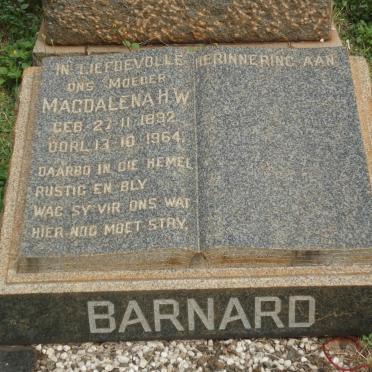 IN LIEFDEVOLLE HERINNERING AAN
ONS MOEDER
MAGDALENA H.W.
GEB. 27.11.1892.
OORL. 13.10.1964.
DAARBO IN DIE HEMEL
RUSTIG EN BLY
WAG SY VIR ONS WAT
HIER NOG MOET STRY.
BARNARD